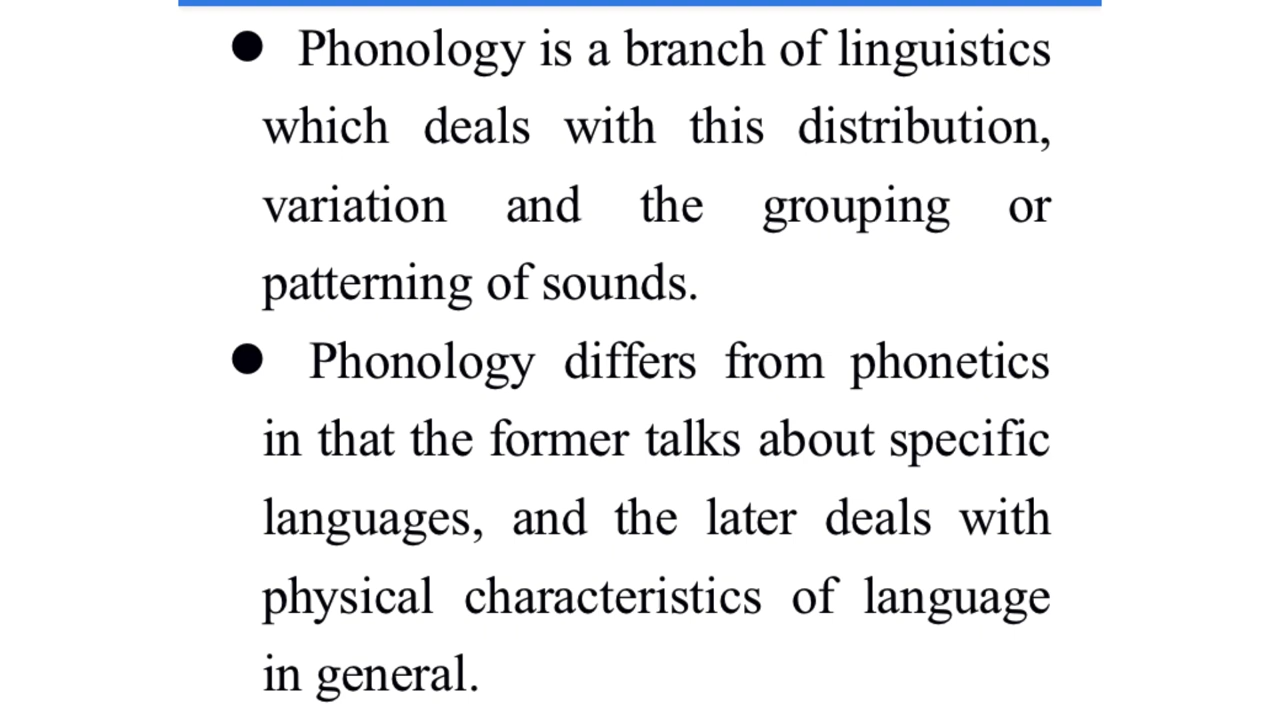 ● Phonology is a branch of linguistics
which deals with this distribution,
variation and the grouping or
patterning of sounds.
● Phonology differs from phonetics
in that the former talks about specific
languages, and the later deals with
physical characteristics of language
in general.